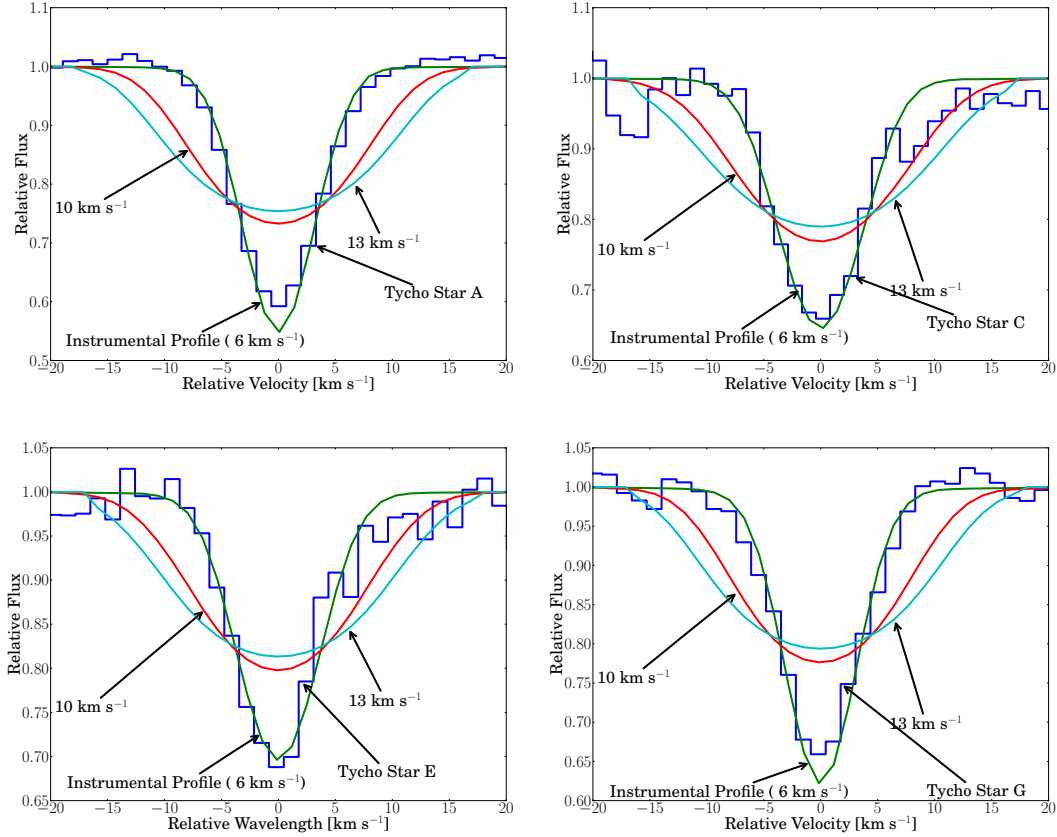 1.1
1.0
0.9
0.8
0.7
0.6
0.5
Relative Flux
10 km s⁻¹
13 km s⁻¹
Tycho Star A
Instrumental Profile ( 6 km s⁻¹)
−20 −15 −10 −5 0 5 10 15 20
Relative Velocity [km s⁻¹]
1.1
1.0
0.9
0.8
0.7
0.6
Relative Flux
10 km s⁻¹
13 km s⁻¹
Tycho Star C
Instrumental Profile ( 6 km s⁻¹)
−20 −15 −10 −5 0 5 10 15 20
Relative Velocity [km s⁻¹]
1.05
1.00
0.95
0.90
0.85
0.80
0.75
0.70
0.65
Relative Flux
10 km s⁻¹
13 km s⁻¹
Tycho Star E
Instrumental Profile ( 6 km s⁻¹)
−20 −15 −10 −5 0 5 10 15 20
Relative Wavelength [km s⁻¹]
1.05
1.00
0.95
0.90
0.85
0.80
0.75
0.70
0.65
0.60
Relative Flux
10 km s⁻¹
13 km s⁻¹
Instrumental Profile ( 6 km s⁻¹)
Tycho Star G
−20 −15 −10 −5 0 5 10 15 20
Relative Velocity [km s⁻¹]